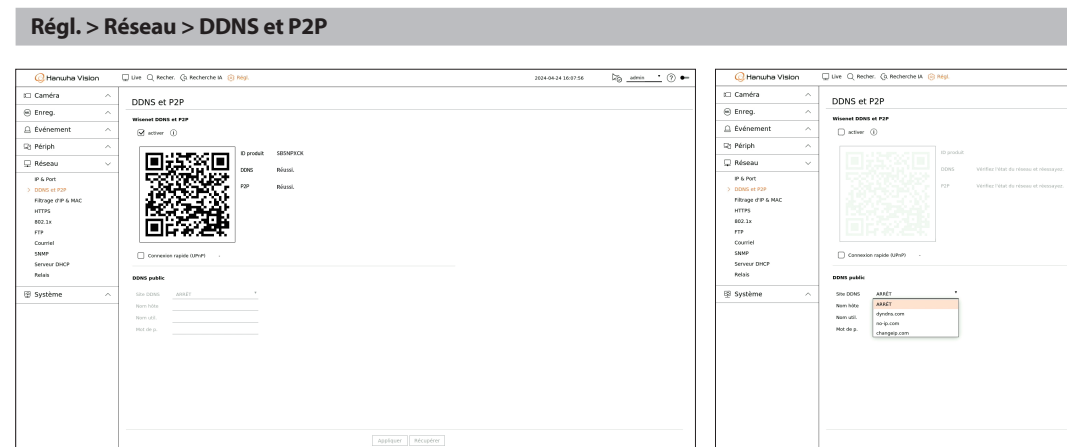 Régl. > Réseau > DDNS et P2P
Hanwha Vision
Live Recher. Recherche IA Régl.
2024-04-24 16:07:56
admin
Caméra
Enreg.
Événement
Périph
Réseau
IP & Port
> DDNS et P2P
Filtrage d'IP & MAC
HTTPS
802.1x
FTP
Courriel
SNMP
Serveur DHCP
Relais
Système
DDNS et P2P
Wisenet DDNS et P2P
activer
ID produit SB5NPXCK
DDNS Réussi.
P2P Réussi.
Connexion rapide (UPnP) -
DDNS public
Site DDNS ARRÊT
Nom hôte
Nom util.
Mot de p.
Appliquer Récupérer
Hanwha Vision
Live Recher. Recherche IA Régl.
Caméra
Enreg.
Événement
Périph
Réseau
IP & Port
> DDNS et P2P
Filtrage d'IP & MAC
HTTPS
802.1x
FTP
Courriel
SNMP
Serveur DHCP
Relais
Système
DDNS et P2P
Wisenet DDNS et P2P
activer
ID produit
DDNS Vérifiez l'état du réseau et réessayez.
P2P Vérifiez l'état du réseau et réessayez.
Connexion rapide (UPnP) -
DDNS public
Site DDNS ARRÊT
Nom hôte ARRÊT
Nom util. dyndns.com
no-ip.com
Mot de p. changeip.com